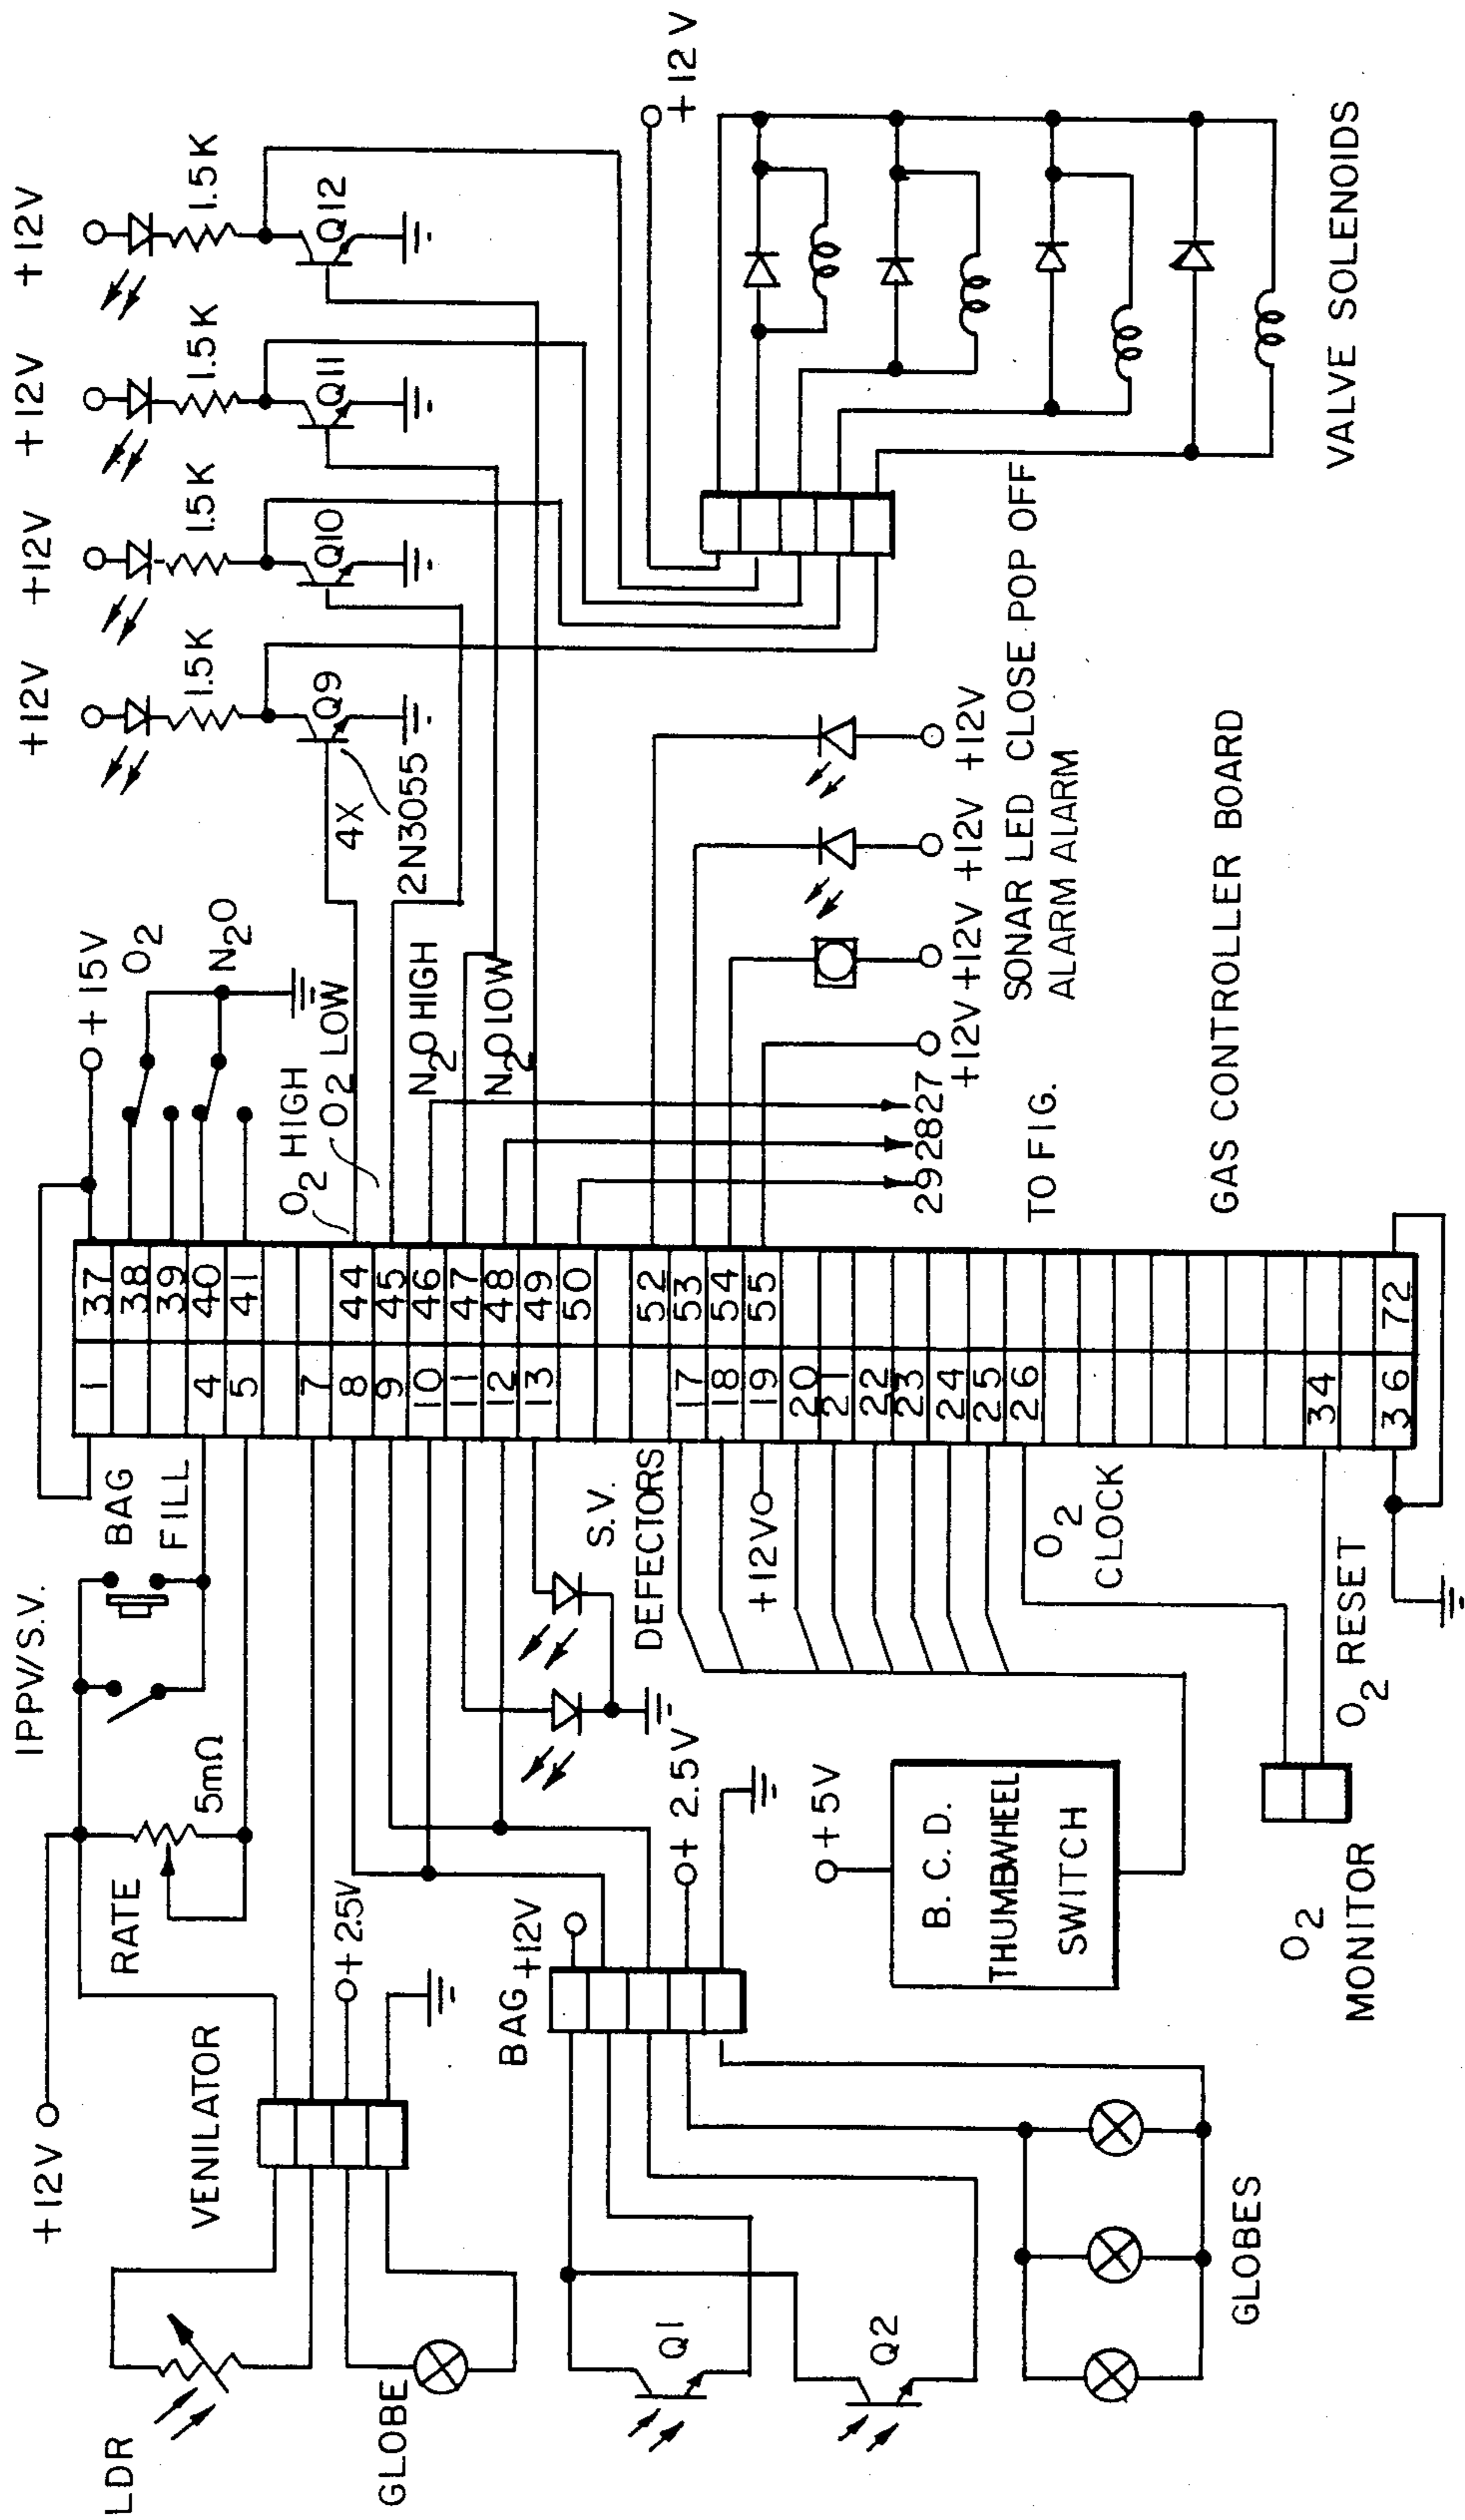 +12V
+12V
+12V
+12V
1.5K
1.5K
1.5K
1.5K
Q9
Q10
Q11
Q12
4X
2N3055
+12V
VALVE SOLENOIDS
+15V
O2
N2O
O2 HIGH
O2 LOW
N2O HIGH
N2O LOW
+12V +12V +12V +12V
SONAR LED CLOSE POP OFF
ALARM ALARM
29 28 27
TO FIG.
GAS CONTROLLER BOARD
1 37
38
39
4 40
5 41
7
8 44
9 45
10 46
11 47
12 48
13 49
50
52
17 53
18 54
19 55
20
21
22
23
24
25
26
34
36 72
IPPV/S.V.
BAG
FILL
5mΩ
RATE
+12V
VENILATOR
+2.5V
LDR
GLOBE
S.V.
DEFECTORS
+12V
BAG
+12V
+2.5V
Q1
Q2
GLOBES
+5V
B.C.D.
THUMBWHEEL
SWITCH
O2
CLOCK
O2 RESET
O2
MONITOR